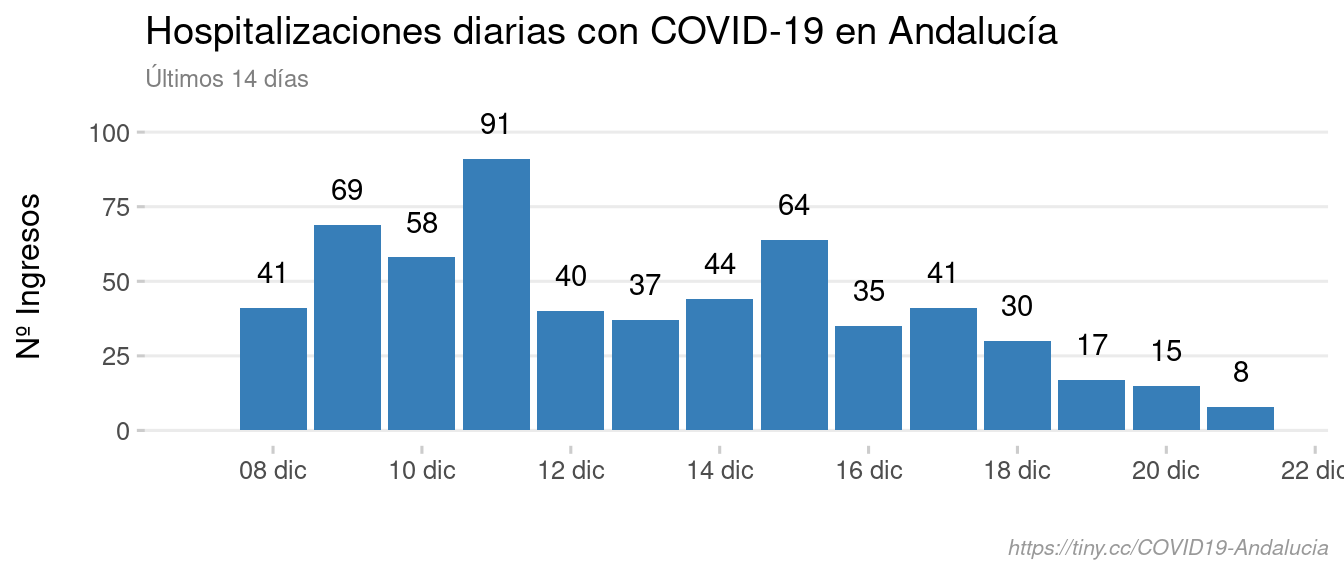 Hospitalizaciones diarias con COVID-19 en Andalucía
Últimos 14 días
Nº Ingresos
100
75
50
25
0
41
69
58
91
40
37
44
64
35
41
30
17
15
8
08 dic
10 dic
12 dic
14 dic
16 dic
18 dic
20 dic
22 dic
https://tiny.cc/COVID19-Andalucia